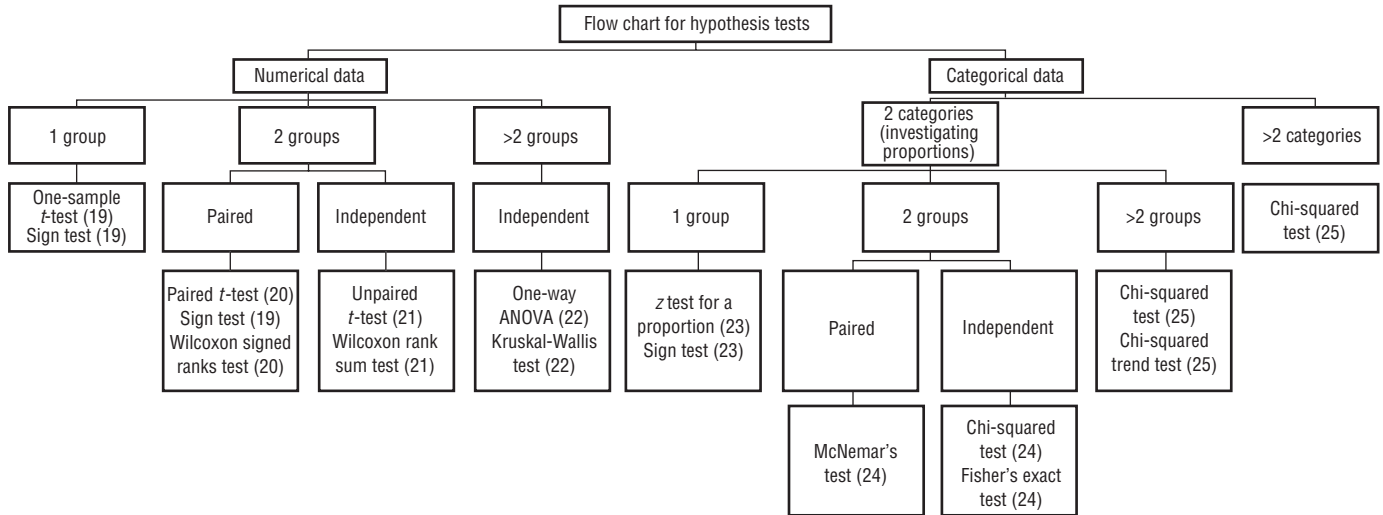 Flow chart for hypothesis tests
Numerical data
Categorical data
1 group
2 groups
>2 groups
2 categories
(investigating
proportions)
>2 categories
One-sample
t-test (19)
Sign test (19)
Paired
Independent
Independent
1 group
2 groups
>2 groups
Chi-squared
test (25)
Paired t-test (20)
Sign test (19)
Wilcoxon signed
ranks test (20)
Unpaired
t-test (21)
Wilcoxon rank
sum test (21)
One-way
ANOVA (22)
Kruskal-Wallis
test (22)
z test for a
proportion (23)
Sign test (23)
Paired
Independent
Chi-squared
test (25)
Chi-squared
trend test (25)
McNemar's
test (24)
Chi-squared
test (24)
Fisher's exact
test (24)